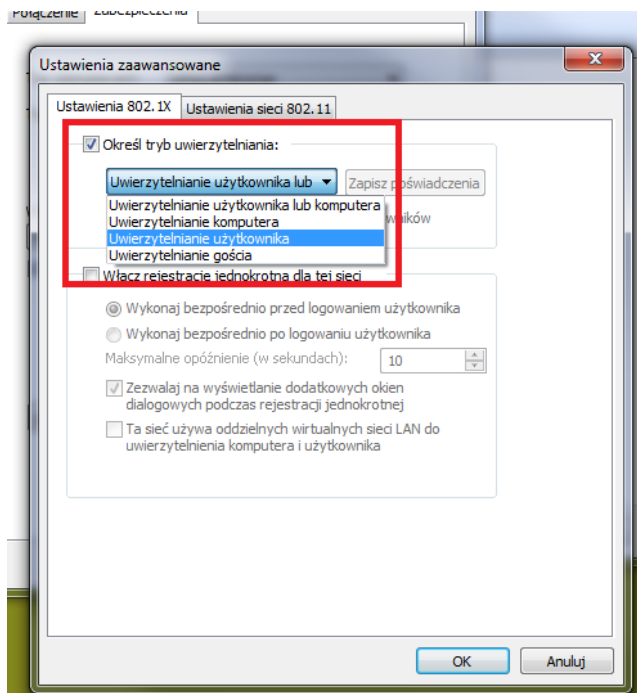 Połączenie Zabezpieczenia
Ustawienia zaawansowane
Ustawienia 802.1X Ustawienia sieci 802.11
Określ tryb uwierzytelniania:
Uwierzytelnianie użytkownika lub Zapisz poświadczenia
Uwierzytelnianie użytkownika lub komputera
Uwierzytelnianie komputera
Uwierzytelnianie użytkownika
Uwierzytelnianie gościa
Włącz rejestrację jednokrotną dla tej sieci
Wykonaj bezpośrednio przed logowaniem użytkownika
Wykonaj bezpośrednio po logowaniu użytkownika
Maksymalne opóźnienie (w sekundach): 10
Zezwalaj na wyświetlanie dodatkowych okien
dialogowych podczas rejestracji jednokrotnej
Ta sieć używa oddzielnych wirtualnych sieci LAN do
uwierzytelnienia komputera i użytkownika
OK Anuluj